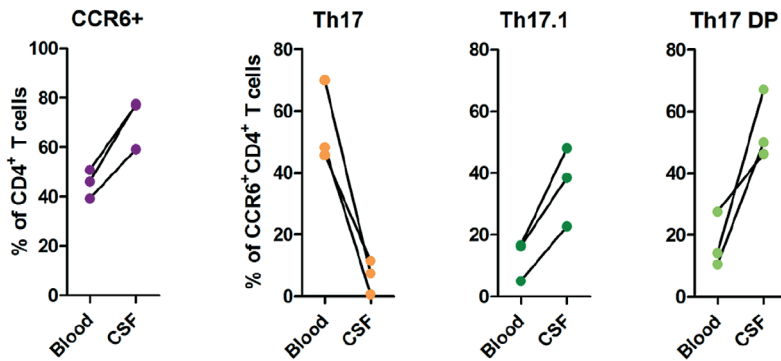 CCR6+
Th17
Th17.1
Th17 DP
% of CD4⁺ T cells
100
80
60
40
20
0
Blood
CSF
% of CCR6⁺CD4⁺ T cells
80
60
40
20
0
Blood
CSF
80
60
40
20
0
Blood
CSF
80
60
40
20
0
Blood
CSF